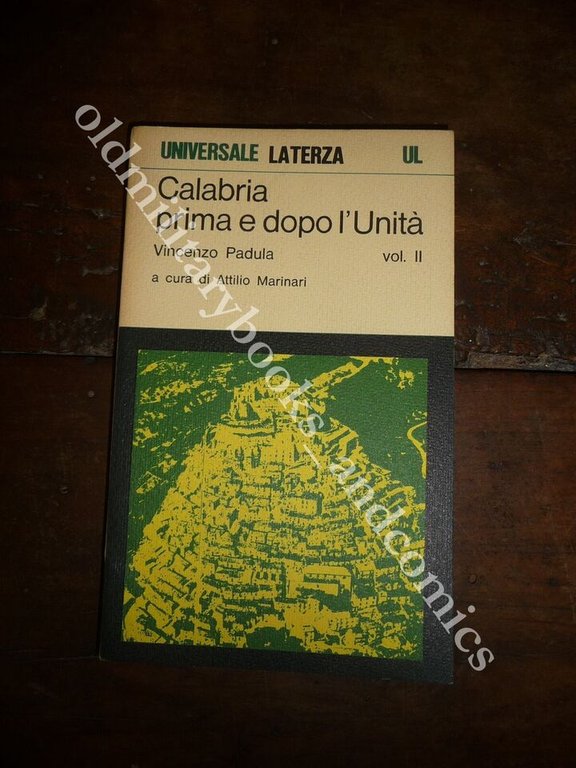 UNIVERSALE LATERZA UL
Calabria
prima e dopo l'Unità
Vincenzo Padula vol. II
a cura di Attilio Marinari
oldmilitarybooks_andcomics